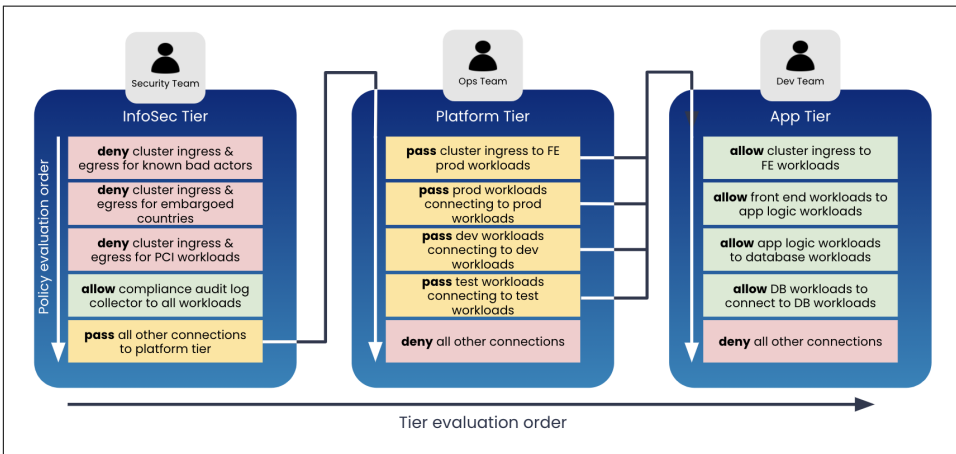 Security Team
Ops Team
Dev Team
InfoSec Tier
Platform Tier
App Tier
Policy evaluation order
deny cluster ingress &
egress for known bad actors
deny cluster ingress &
egress for embargoed
countries
deny cluster ingress &
egress for PCI workloads
allow compliance audit log
collector to all workloads
pass all other connections
to platform tier
pass cluster ingress to FE
prod workloads
pass prod workloads
connecting to prod
workloads
pass dev workloads
connecting to dev
workloads
pass test workloads
connecting to test
workloads
deny all other connections
allow cluster ingress to
FE workloads
allow front end workloads to
app logic workloads
allow app logic workloads
to database workloads
allow DB workloads to
connect to DB workloads
deny all other connections
Tier evaluation order